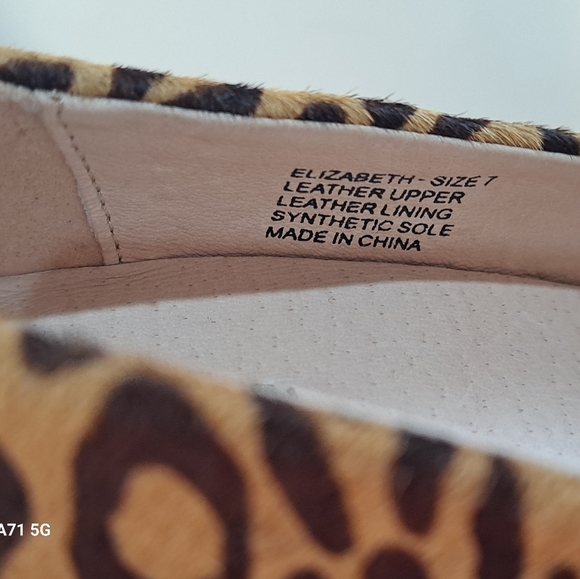 ELIZABETH - SIZE 7
LEATHER UPPER
LEATHER LINING
SYNTHETIC SOLE
MADE IN CHINA
A71 5G